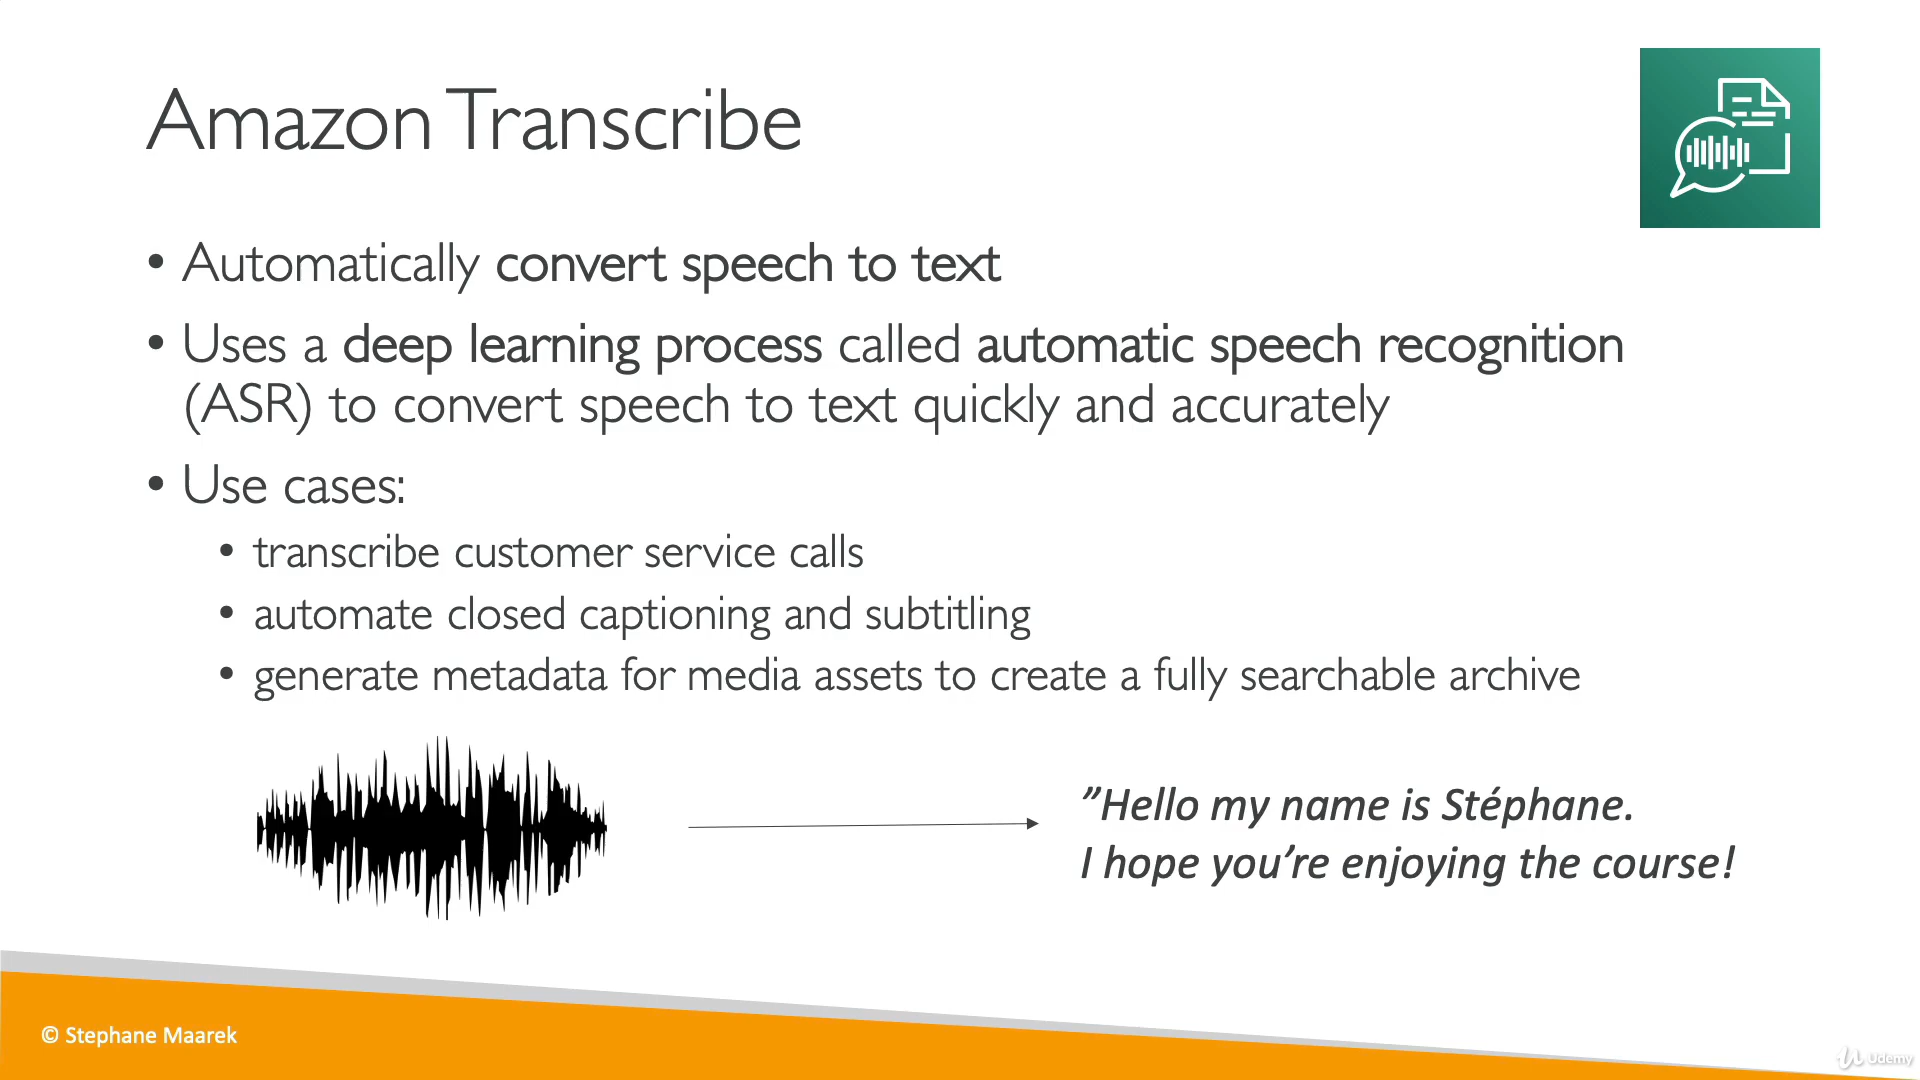 Amazon Transcribe
• Automatically convert speech to text
• Uses a deep learning process called automatic speech recognition
(ASR) to convert speech to text quickly and accurately
• Use cases:
• transcribe customer service calls
• automate closed captioning and subtitling
• generate metadata for media assets to create a fully searchable archive
”Hello my name is Stéphane.
I hope you’re enjoying the course!
© Stephane Maarek
Udemy